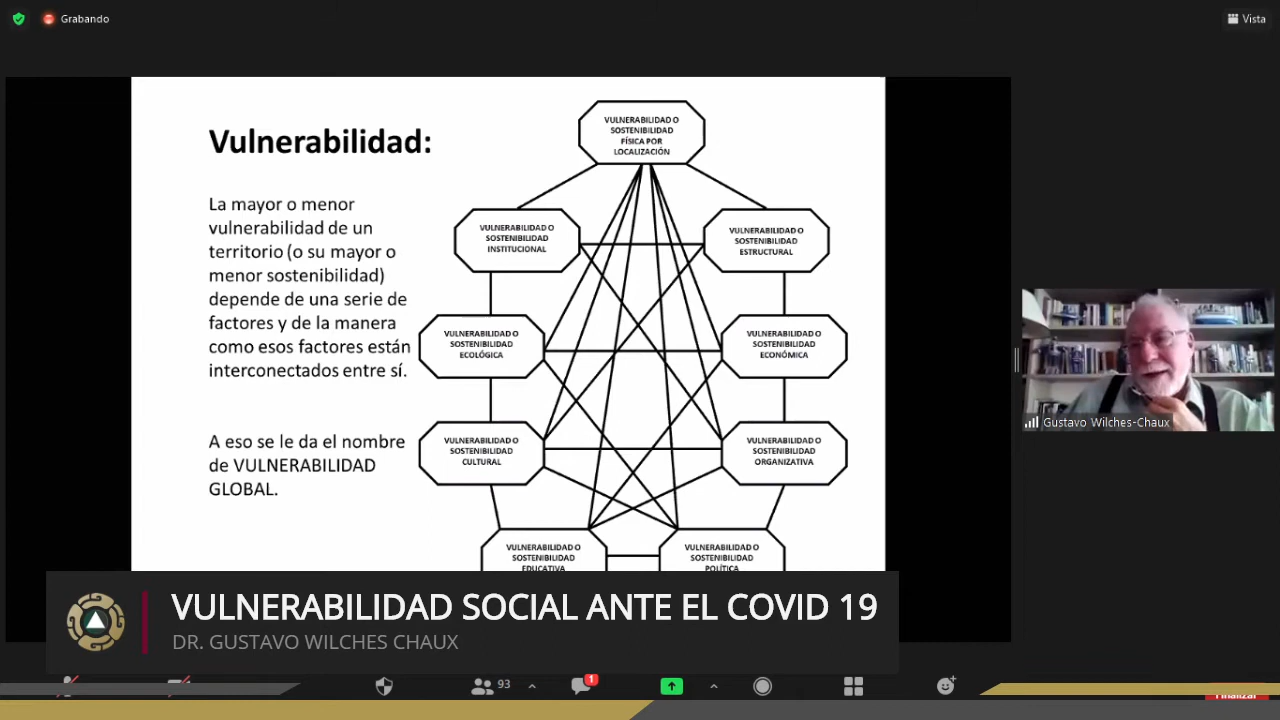 Grabando
Vista
Vulnerabilidad:
La mayor o menor
vulnerabilidad de un
territorio (o su mayor o
menor sostenibilidad)
depende de una serie de
factores y de la manera
como esos factores están
interconectados entre sí.
A eso se le da el nombre
de VULNERABILIDAD
GLOBAL.
VULNERABILIDAD O
SOSTENIBILIDAD
FÍSICA POR
LOCALIZACIÓN
VULNERABILIDAD O
SOSTENIBILIDAD
INSTITUCIONAL
VULNERABILIDAD O
SOSTENIBILIDAD
ESTRUCTURAL
VULNERABILIDAD O
SOSTENIBILIDAD
ECOLÓGICA
VULNERABILIDAD O
SOSTENIBILIDAD
ECONÓMICA
VULNERABILIDAD O
SOSTENIBILIDAD
CULTURAL
VULNERABILIDAD O
SOSTENIBILIDAD
ORGANIZATIVA
VULNERABILIDAD O
SOSTENIBILIDAD
EDUCATIVA
VULNERABILIDAD O
SOSTENIBILIDAD
POLÍTICA
Gustavo Wilches-Chaux
VULNERABILIDAD SOCIAL ANTE EL COVID 19
DR. GUSTAVO WILCHES CHAUX
93
1
Finalizar